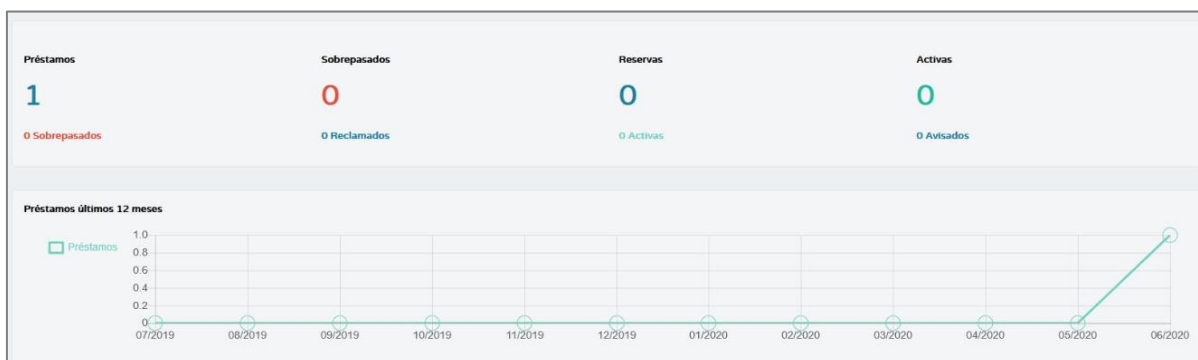 Préstamos Sobrepasados Reservas Activas
1 0 0 0
0 Sobrepasados 0 Reclamados 0 Activas 0 Avisados
Préstamos últimos 12 meses
Préstamos
1.0
0.8
0.6
0.4
0.2
0
07/2019 08/2019 09/2019 10/2019 11/2019 12/2019 01/2020 02/2020 03/2020 04/2020 05/2020 06/2020